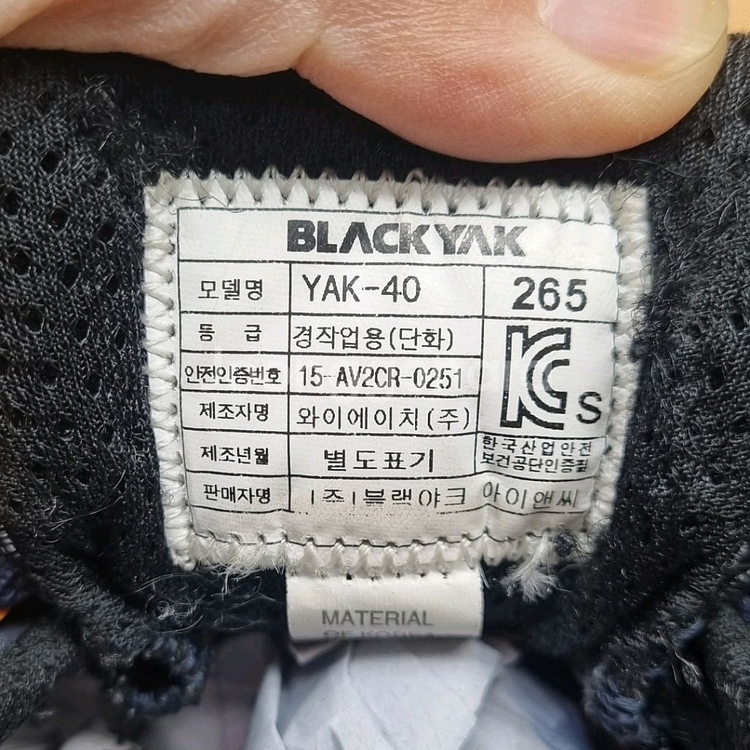 BLACKYAK
모델명 YAK-40 265
등 급 경작업용(단화)
안전인증번호 15-AV2CR-0251
제조자명 와이에이치(주)
KCS
한국산업안전
보건공단인증필
제조년월 별도표기
판매자명 (주)블랙야크 아이앤씨
MATERIAL
OF KOREA